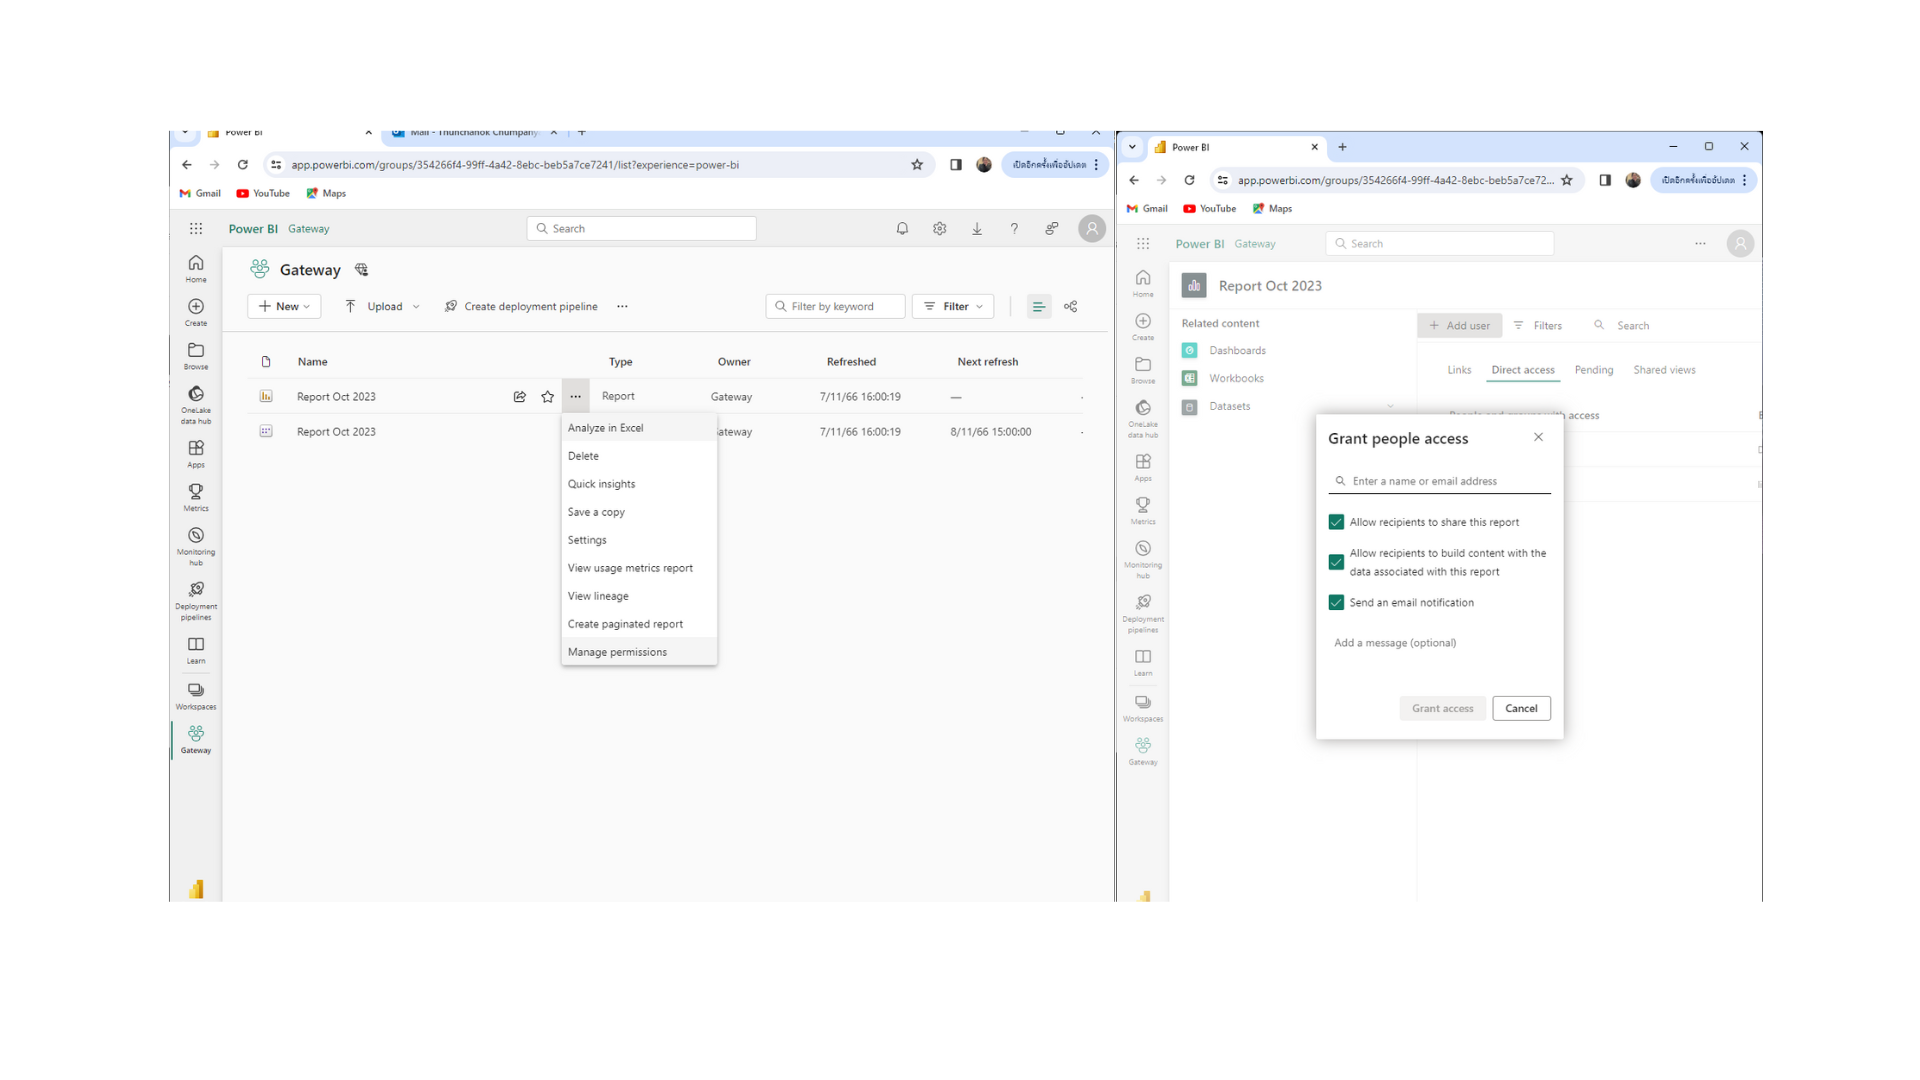 Power BI
Mail - Thunchanok Chumpany
app.powerbi.com/groups/354266f4-99ff-4a42-8ebc-beb5a7ce7241/list?experience=power-bi
เปิดอีกครั้งเพื่ออัปเดต
Gmail YouTube Maps
Power BI Gateway
Search
Home
Create
Browse
OneLake
data hub
Apps
Metrics
Monitoring
hub
Deployment
pipelines
Learn
Workspaces
Gateway
Gateway
New Upload Create deployment pipeline ...
Filter by keyword
Filter
Name Type Owner Refreshed Next refresh
Report Oct 2023 ... Report Gateway 7/11/66 16:00:19 —
Report Oct 2023 ateway 7/11/66 16:00:19 8/11/66 15:00:00
Analyze in Excel
Delete
Quick insights
Save a copy
Settings
View usage metrics report
View lineage
Create paginated report
Manage permissions
Power BI
app.powerbi.com/groups/354266f4-99ff-4a42-8ebc-beb5a7ce72...
เปิดอีกครั้งเพื่ออัปเดต
Gmail YouTube Maps
Power BI Gateway
Search
...
Home
Create
Browse
OneLake
data hub
Apps
Metrics
Monitoring
hub
Deployment
pipelines
Learn
Workspaces
Gateway
Report Oct 2023
Related content
Dashboards
Workbooks
Datasets
+ Add user Filters Search
Links Direct access Pending Shared views
People and groups with access
Grant people access
Enter a name or email address
Allow recipients to share this report
Allow recipients to build content with the
data associated with this report
Send an email notification
Add a message (optional)
Grant access Cancel